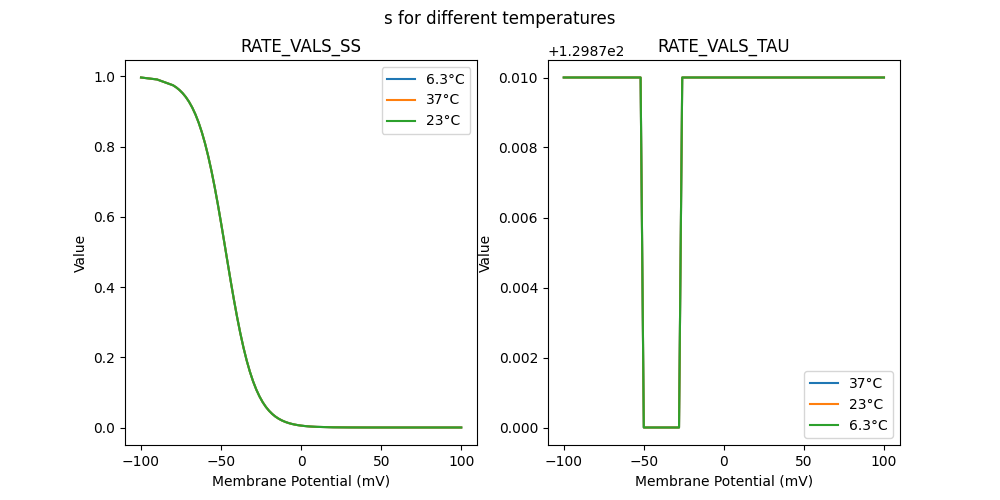 s for different temperatures
RATE_VALS_SS
1.0
0.8
0.6
0.4
0.2
0.0
Value
−100
−50
0
50
100
Membrane Potential (mV)
6.3°C
37°C
23°C
RATE_VALS_TAU
+1.2987e2
0.010
0.008
0.006
0.004
0.002
0.000
Value
−100
−50
0
50
100
Membrane Potential (mV)
37°C
23°C
6.3°C